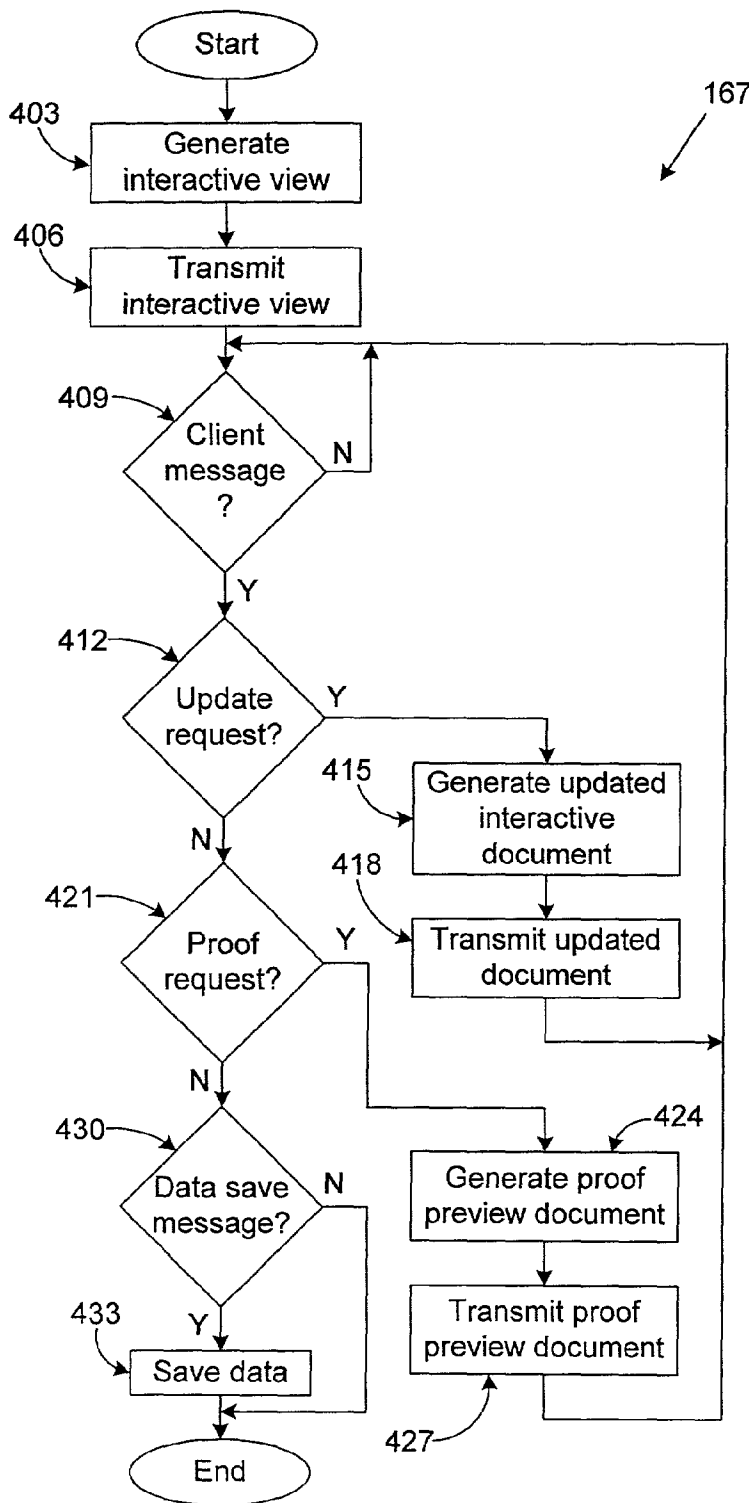 Start
167
403
Generate
interactive view
406
Transmit
interactive view
409
Client
message
?
N
Y
412
Update
request?
Y
N
415
Generate updated
interactive
document
418
Transmit updated
document
421
Proof
request?
Y
N
424
Generate proof
preview document
430
Data save
message?
N
Y
Transmit proof
preview document
427
433
Save data
End